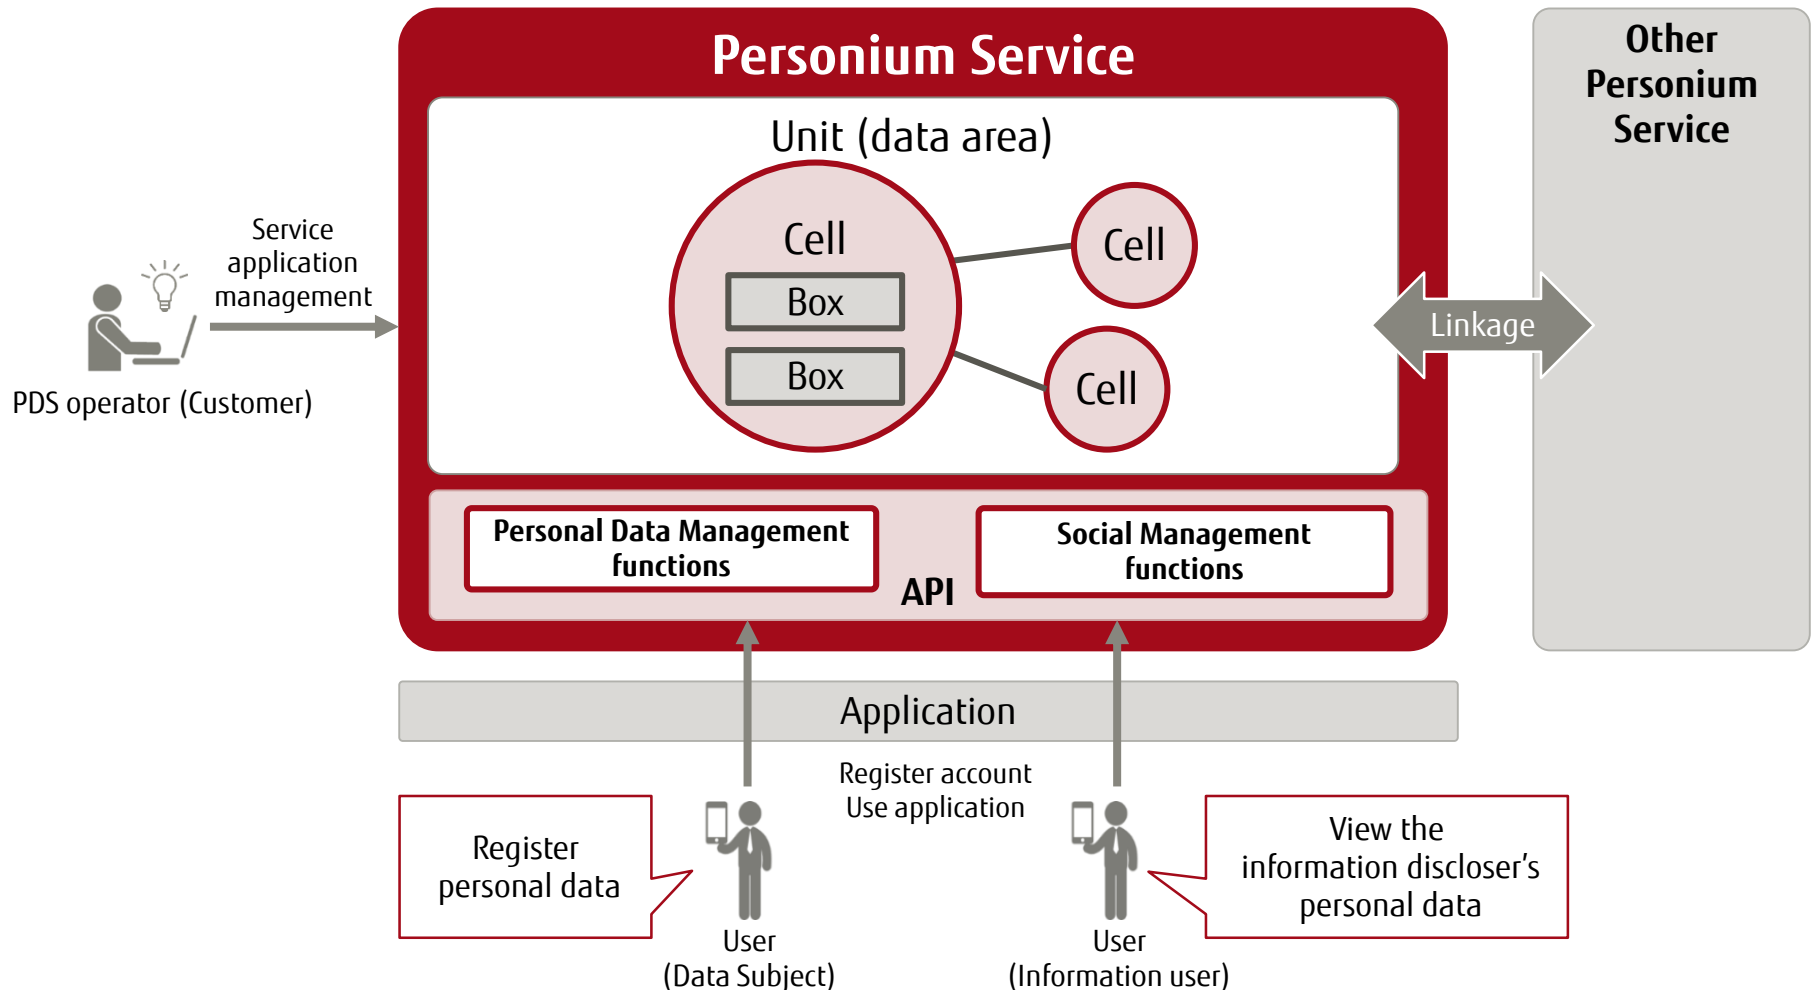 Personium Service
Other
Personium
Service
Unit (data area)
Service
application
management
Cell
Box
Box
Cell
Cell
Linkage
PDS operator (Customer)
Personal Data Management
functions
Social Management
functions
API
Application
Register account
Use application
Register
personal data
View the
information discloser’s
personal data
User
(Data Subject)
User
(Information user)